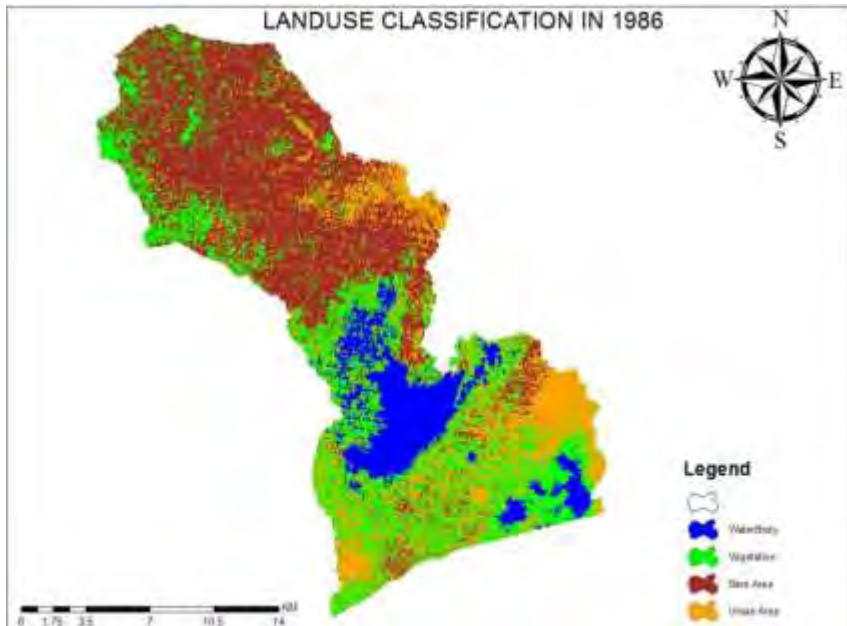 LANDUSE CLASSIFICATION IN 1986
N
W E
S
Legend
WaterBody
Vegetation
Bare Area
Urban Area
KM
0 1.75 3.5 7 10.5 14